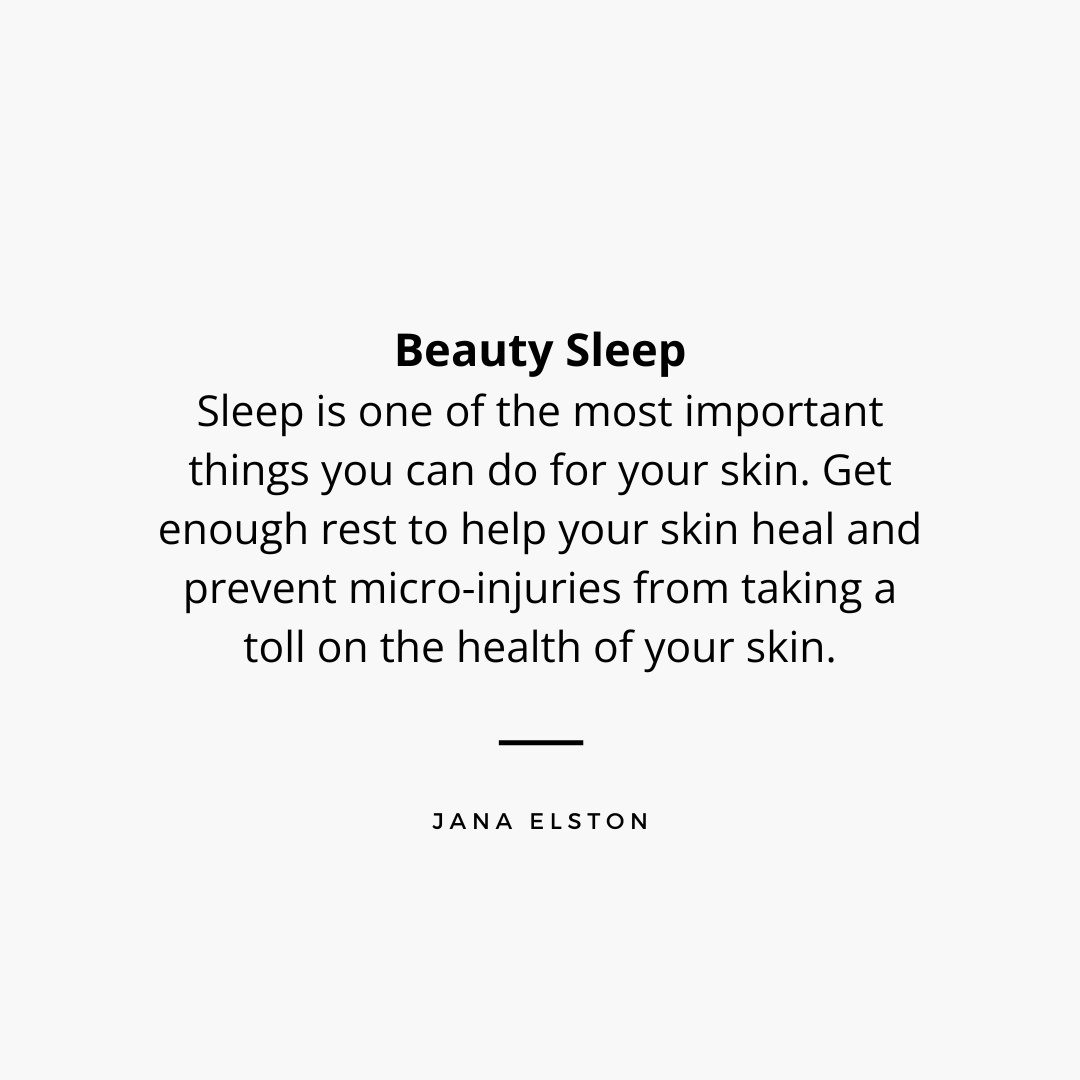 Beauty Sleep
Sleep is one of the most important
things you can do for your skin. Get
enough rest to help your skin heal and
prevent micro-injuries from taking a
toll on the health of your skin.
JANA ELSTON